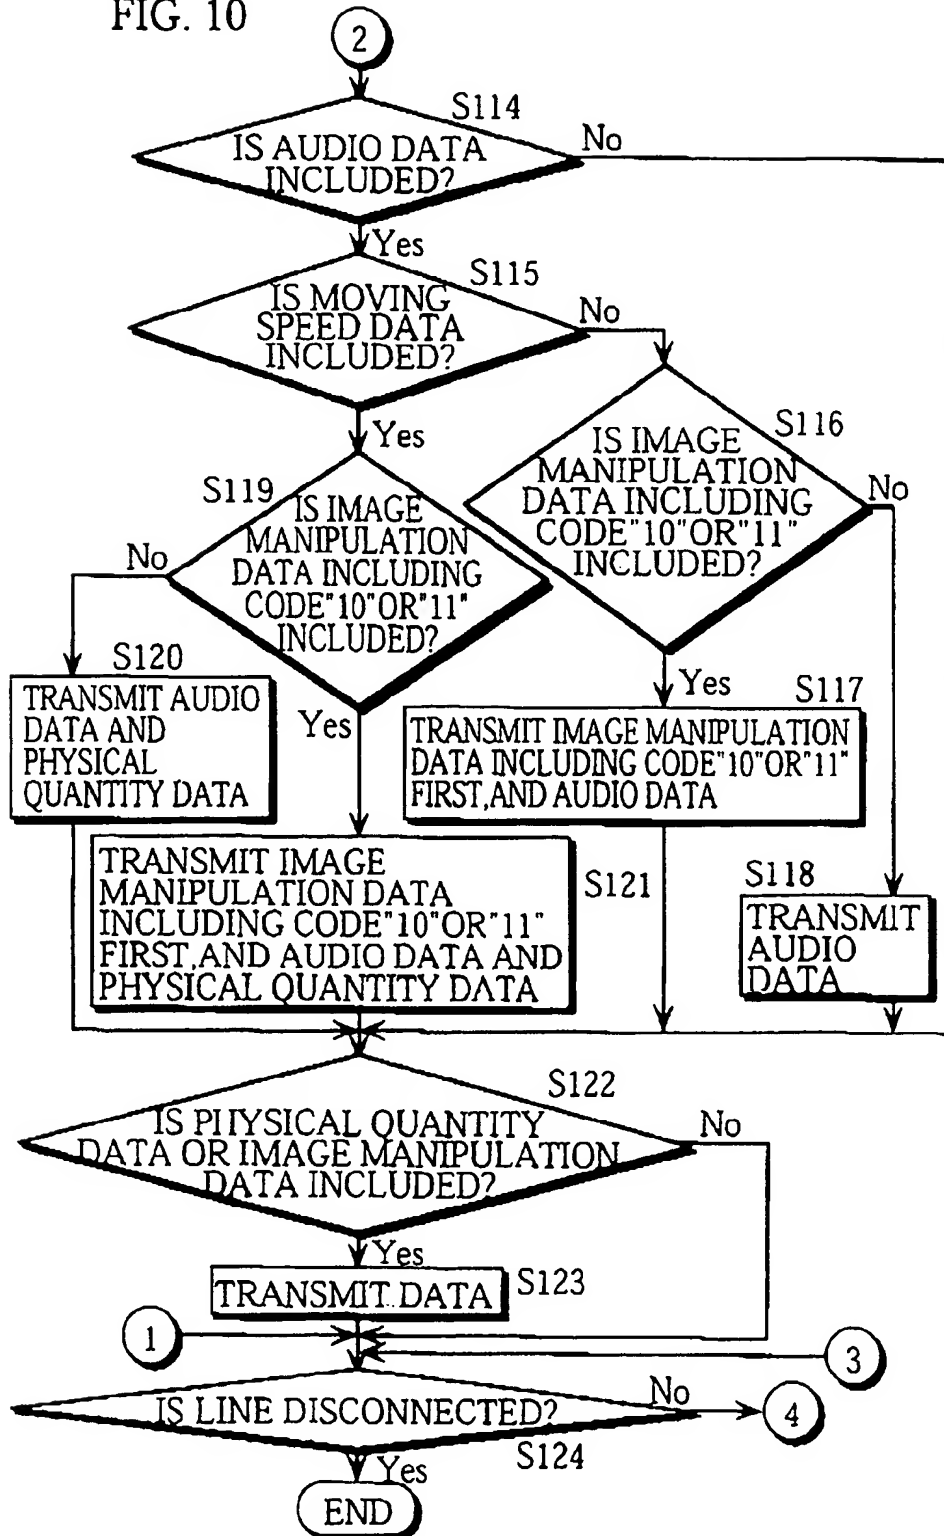 FIG. 10
2
S114
IS AUDIO DATA
INCLUDED?
No
Yes
S115
IS MOVING
SPEED DATA
INCLUDED?
No
Yes
S116
IS IMAGE
MANIPULATION
DATA INCLUDING
CODE"10"OR"11"
INCLUDED?
No
S119
IS IMAGE
MANIPULATION
DATA INCLUDING
CODE"10"OR"11"
INCLUDED?
No
S120
TRANSMIT AUDIO
DATA AND
PHYSICAL
QUANTITY DATA
Yes
Yes
S117
TRANSMIT IMAGE MANIPULATION
DATA INCLUDING CODE"10"OR"11"
FIRST,AND AUDIO DATA
TRANSMIT IMAGE
MANIPULATION DATA
INCLUDING CODE"10"OR"11"
FIRST,AND AUDIO DATA AND
PHYSICAL QUANTITY DATA
S121
S118
TRANSMIT
AUDIO
DATA
S122
IS PHYSICAL QUANTITY
DATA OR IMAGE MANIPULATION
DATA INCLUDED?
No
Yes
TRANSMIT DATA
S123
1
3
IS LINE DISCONNECTED?
No
4
S124
Yes
END